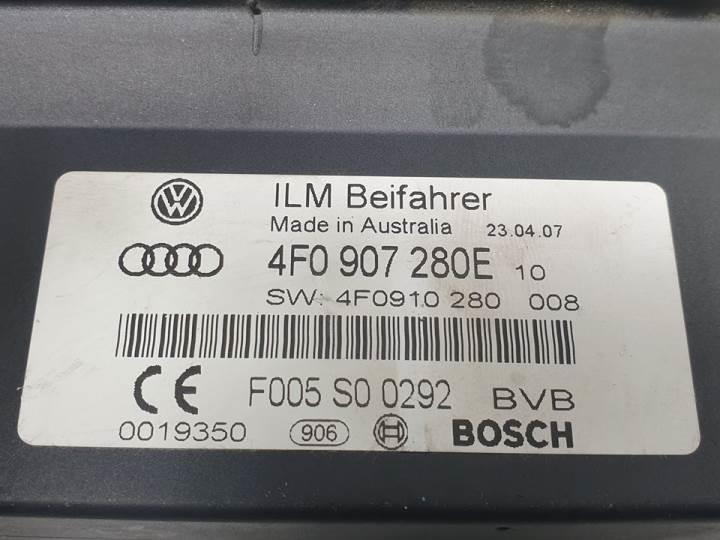 ILM Beifahrer
Made in Australia 23.04.07
4F0 907 280E 10
SW: 4F0910 280 008
CE F005 S0 0292 BVB
0019350 906 BOSCH